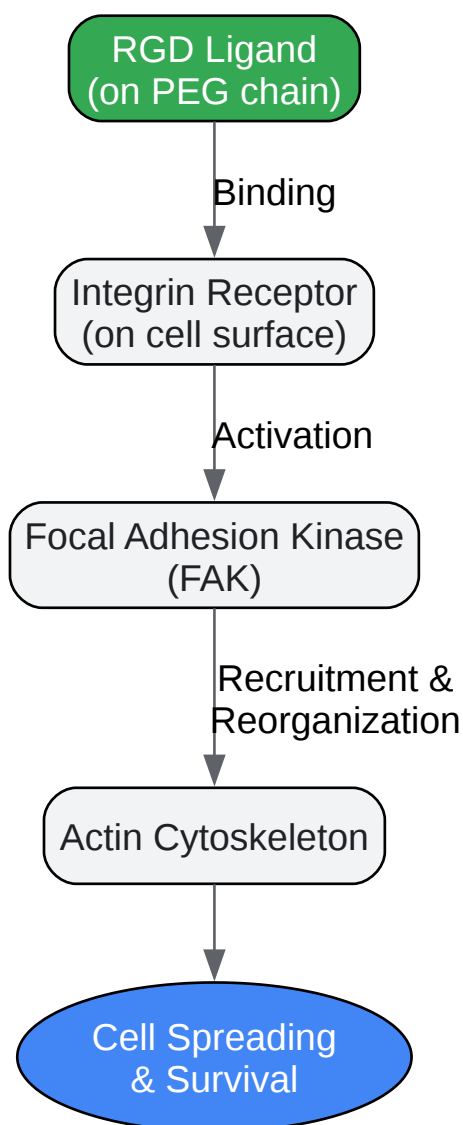 RGD Ligand
(on PEG chain)
Binding
Integrin Receptor
(on cell surface)
Activation
Focal Adhesion Kinase
(FAK)
Recruitment &
Reorganization
Actin Cytoskeleton
Cell Spreading
& Survival